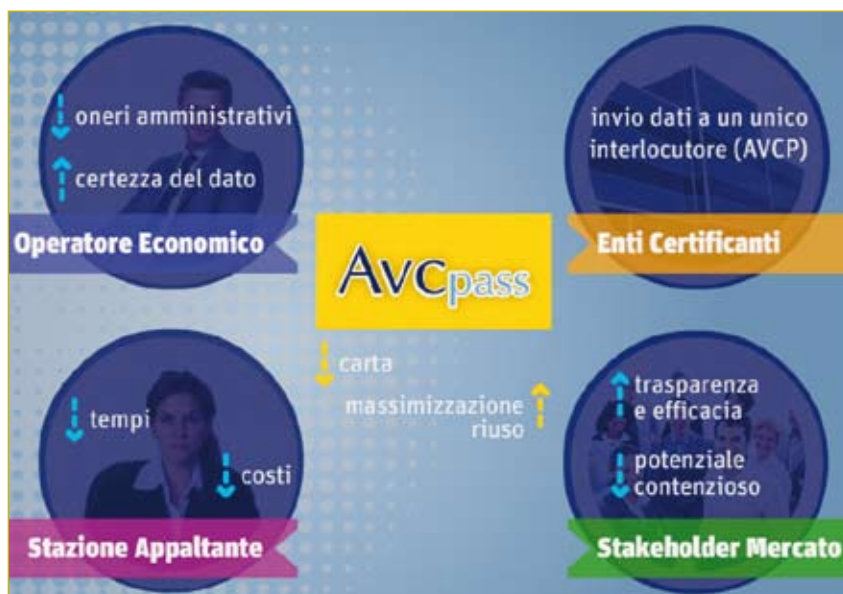 oneri amministrativi
certezza del dato
Operatore Economico
invio dati a un unico
interlocutore (AVCP)
Enti Certificanti
AVCpass
carta
massimizzazione
riuso
tempi
costi
Stazione Appaltante
trasparenza
e efficacia
potenziale
contenzioso
Stakeholder Mercato